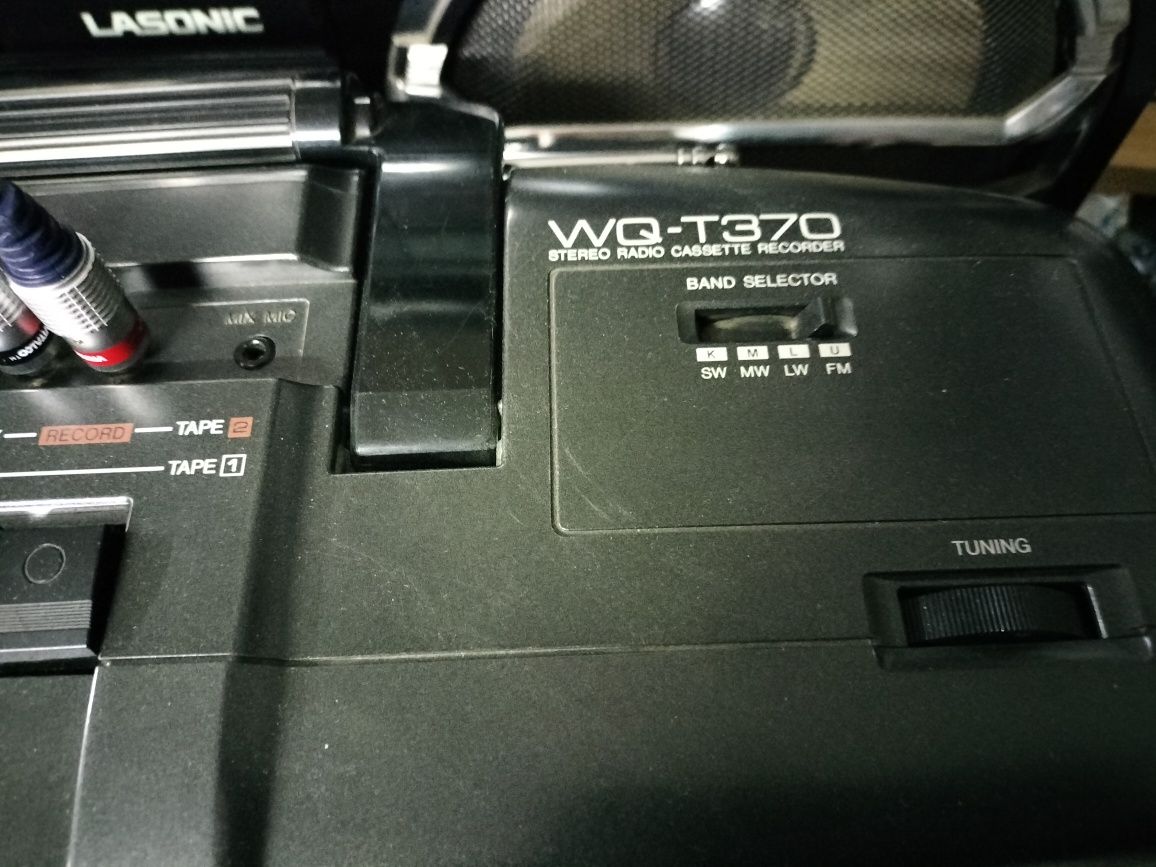 LASONIC
WQ-T370
STEREO RADIO CASSETTE RECORDER
BAND SELECTOR
K M L U
SW MW LW FM
MIX MIC
RECORD TAPE 2
TAPE 1
TUNING